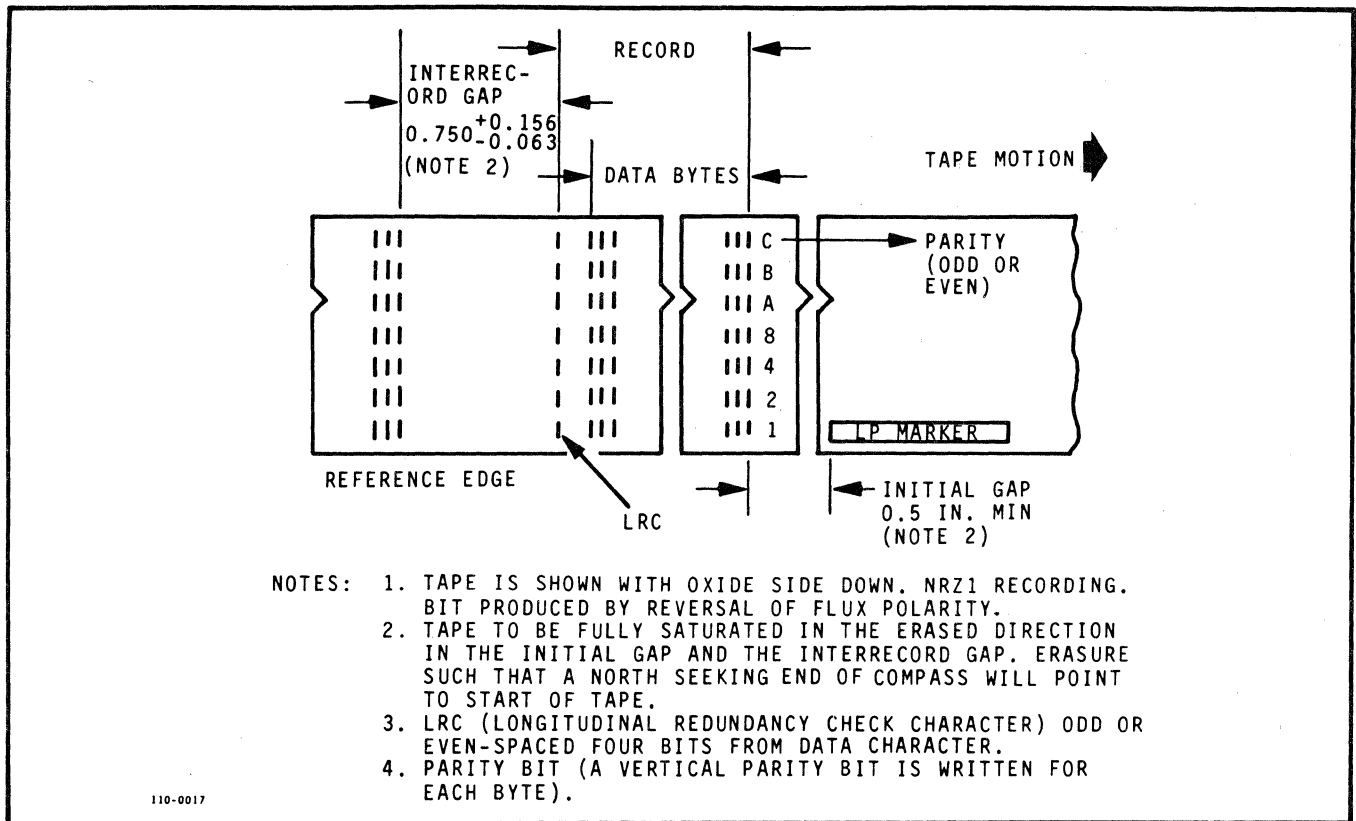 RECORD
INTERREC-
ORD GAP
0.750 +0.156 -0.063
(NOTE 2)
DATA BYTES
TAPE MOTION
C
PARITY
(ODD OR
EVEN)
B
A
8
4
2
1
LP MARKER
REFERENCE EDGE
LRC
INITIAL GAP
0.5 IN. MIN
(NOTE 2)
NOTES: 1. TAPE IS SHOWN WITH OXIDE SIDE DOWN. NRZ1 RECORDING.
BIT PRODUCED BY REVERSAL OF FLUX POLARITY.
2. TAPE TO BE FULLY SATURATED IN THE ERASED DIRECTION
IN THE INITIAL GAP AND THE INTERRECORD GAP. ERASURE
SUCH THAT A NORTH SEEKING END OF COMPASS WILL POINT
TO START OF TAPE.
3. LRC (LONGITUDINAL REDUNDANCY CHECK CHARACTER) ODD OR
EVEN-SPACED FOUR BITS FROM DATA CHARACTER.
4. PARITY BIT (A VERTICAL PARITY BIT IS WRITTEN FOR
EACH BYTE).
110-0017